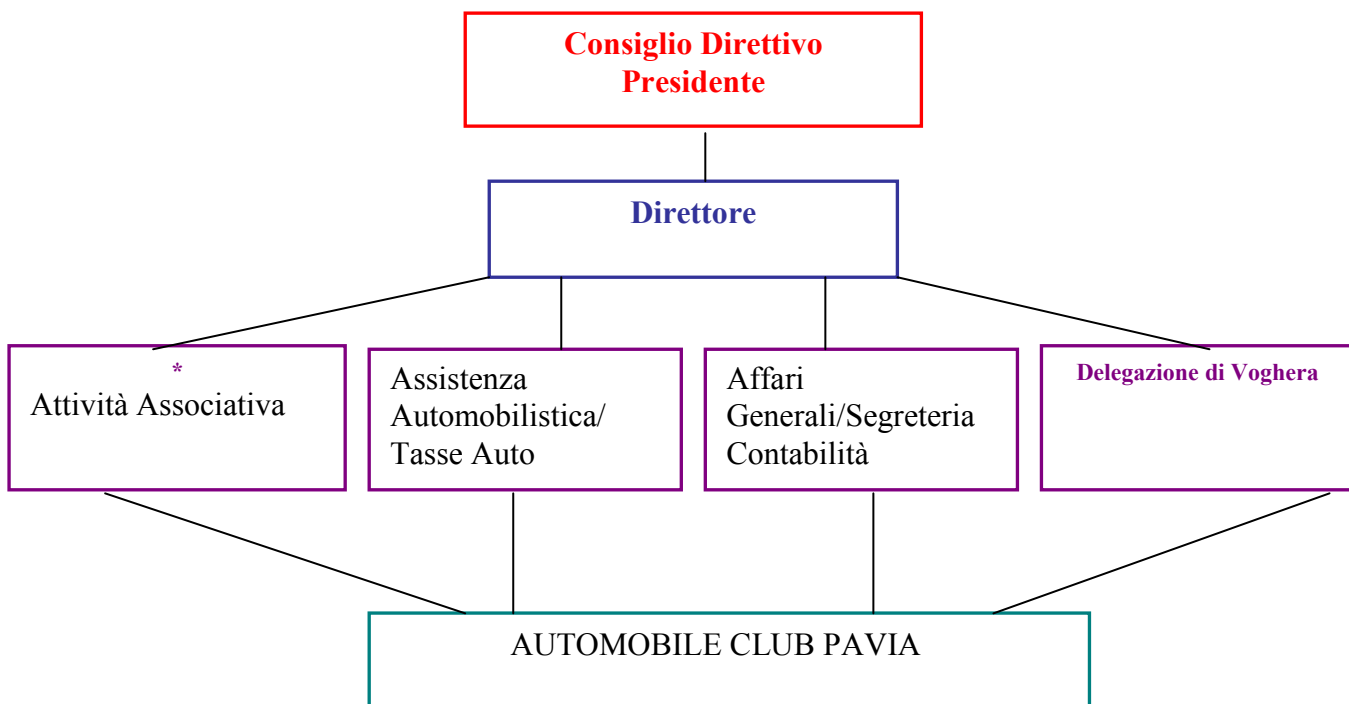 Consiglio Direttivo
Presidente
Direttore
*
Attività Associativa
Assistenza
Automobilistica/
Tasse Auto
Affari
Generali/Segreteria
Contabilità
Delegazione di Voghera
AUTOMOBILE CLUB PAVIA